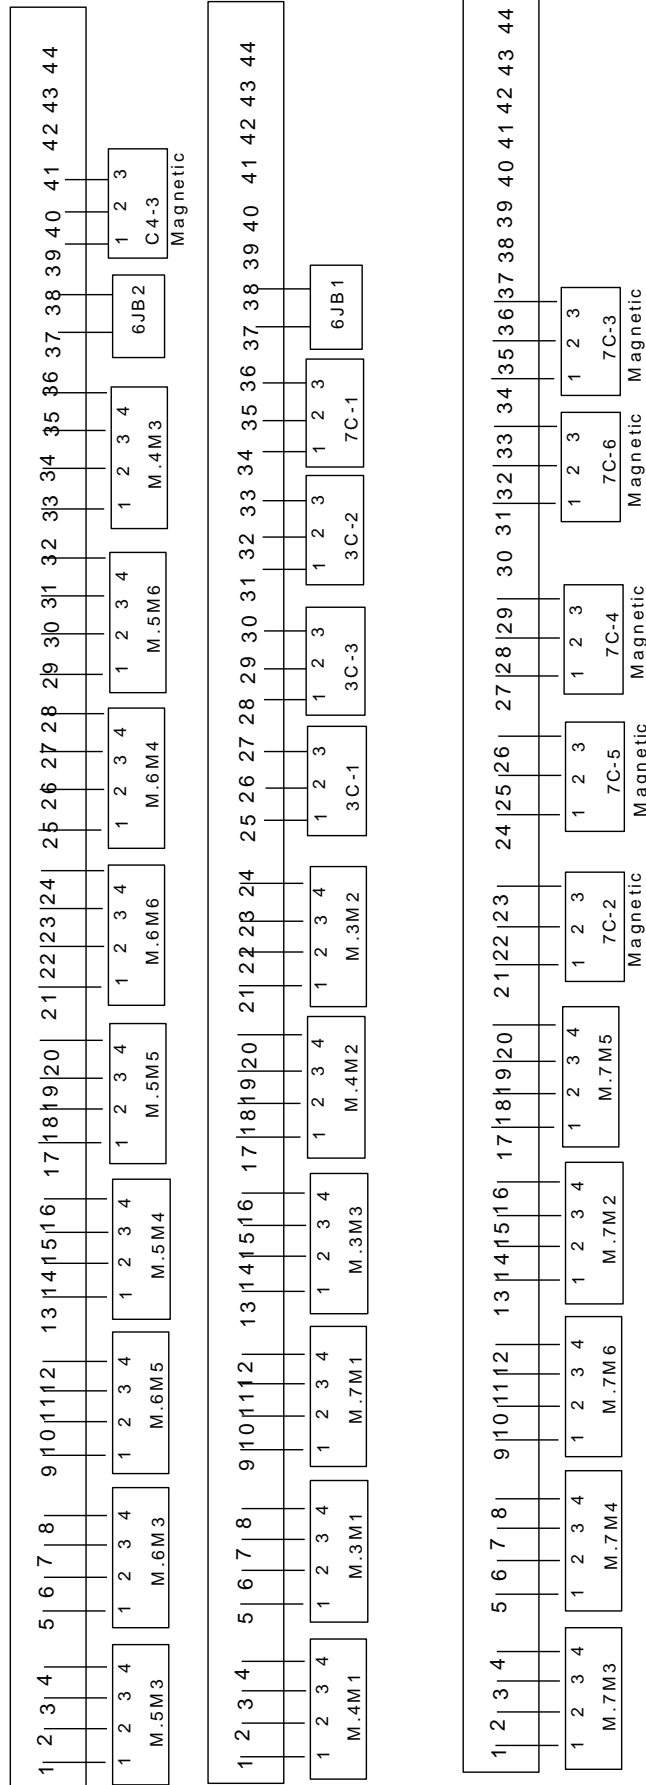 1 2 3 4 5 6 7 8 9 10 11 12 13 14 15 16 17 18 19 20 21 22 23 24 25 26 27 28 29 30 31 32 33 34 35 36 37 38 39 40 41 42 43 44
1 2 3 4
M.5M3
1 2 3 4
M.6M3
1 2 3 4
M.6M5
1 2 3 4
M.5M4
1 2 3 4
M.5M5
1 2 3 4
M.6M6
1 2 3 4
M.6M4
1 2 3 4
M.5M6
1 2 3 4
M.4M3
6JB2
1 2 3
C4-3
Magnetic
1 2 3 4 5 6 7 8 9 10 11 12 13 14 15 16 17 18 19 20 21 22 23 24 25 26 27 28 29 30 31 32 33 34 35 36 37 38 39 40 41 42 43 44
1 2 3 4
M.4M1
1 2 3 4
M.3M1
1 2 3 4
M.7M1
1 2 3 4
M.3M3
1 2 3 4
M.4M2
1 2 3 4
M.3M2
1 2 3
3C-1
1 2 3
3C-3
1 2 3
3C-2
1 2 3
7C-1
6JB1
1 2 3 4 5 6 7 8 9 10 11 12 13 14 15 16 17 18 19 20 21 22 23 24 25 26 27 28 29 30 31 32 33 34 35 36 37 38 39 40 41 42 43 44
1 2 3 4
M.7M3
1 2 3 4
M.7M4
1 2 3 4
M.7M6
1 2 3 4
M.7M2
1 2 3 4
M.7M5
1 2 3
7C-2
Magnetic
1 2 3
7C-5
Magnetic
1 2 3
7C-4
Magnetic
1 2 3
7C-6
Magnetic
1 2 3
7C-3
Magnetic